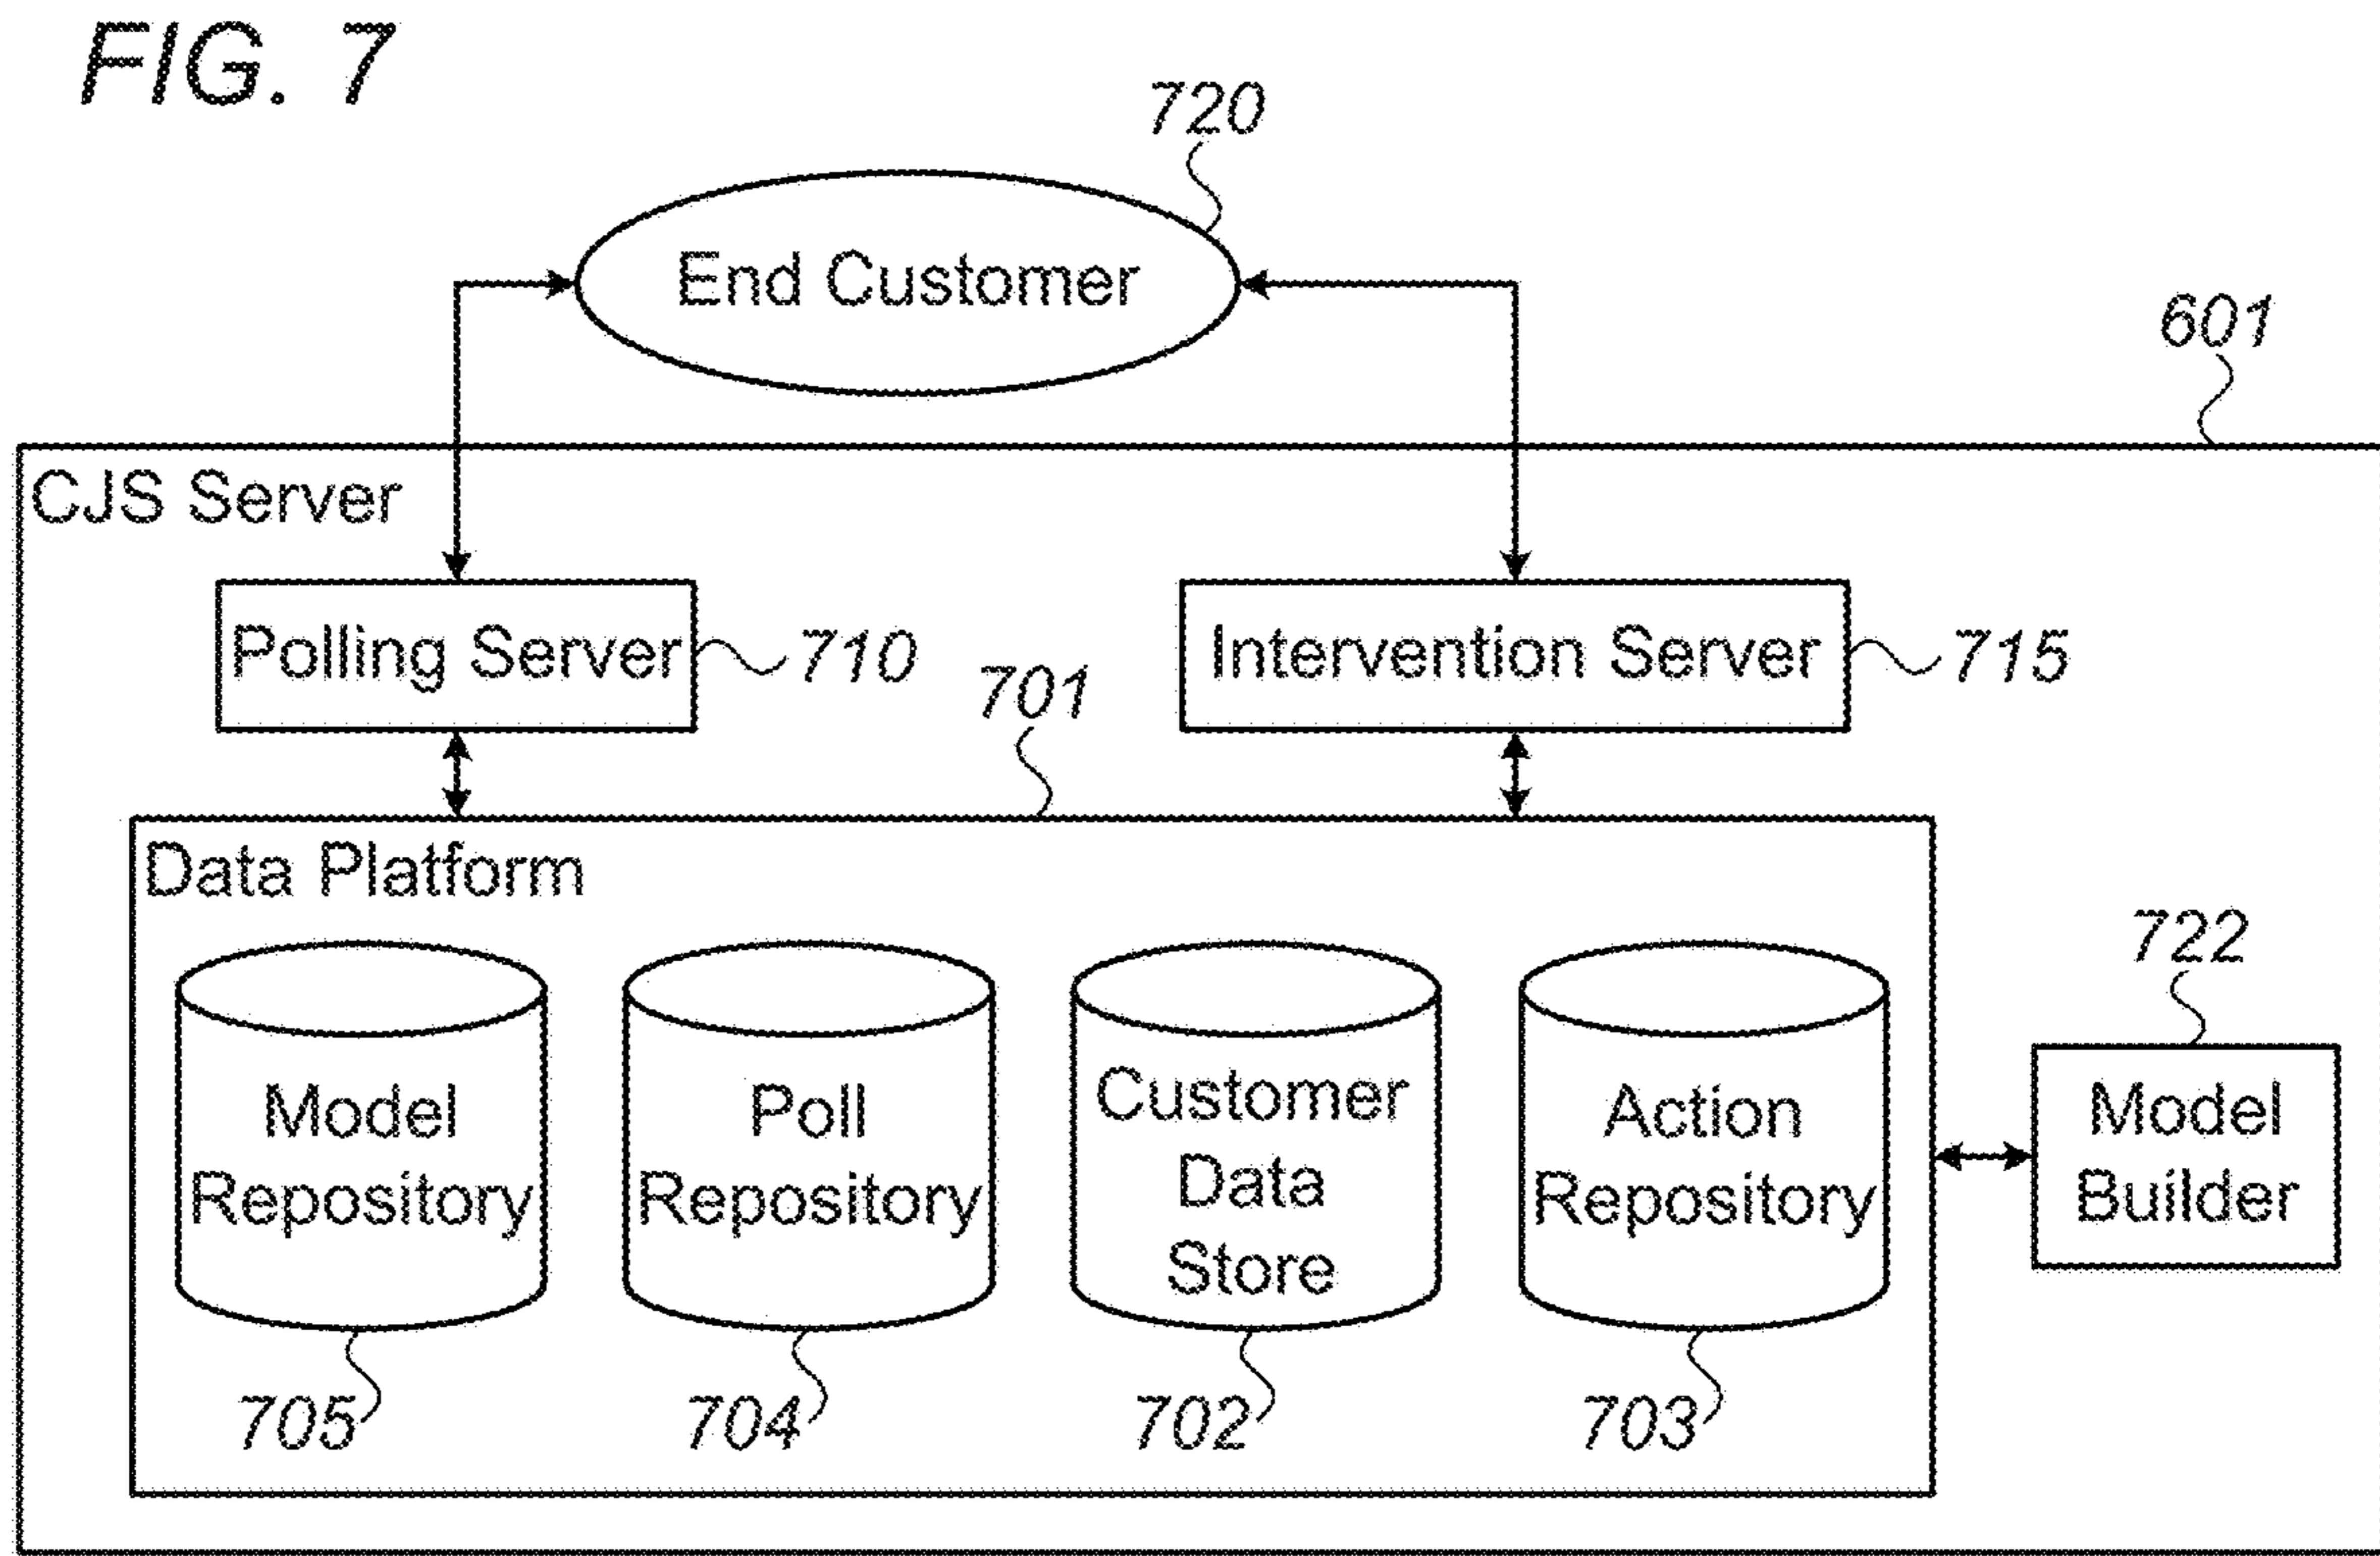 FIG. 7
720
End Customer
601
CJS Server
Polling Server
710
701
Intervention Server
715
Data Platform
722
Model
Repository
Poll
Repository
Customer
Data
Store
Action
Repository
Model
Builder
705
704
702
703